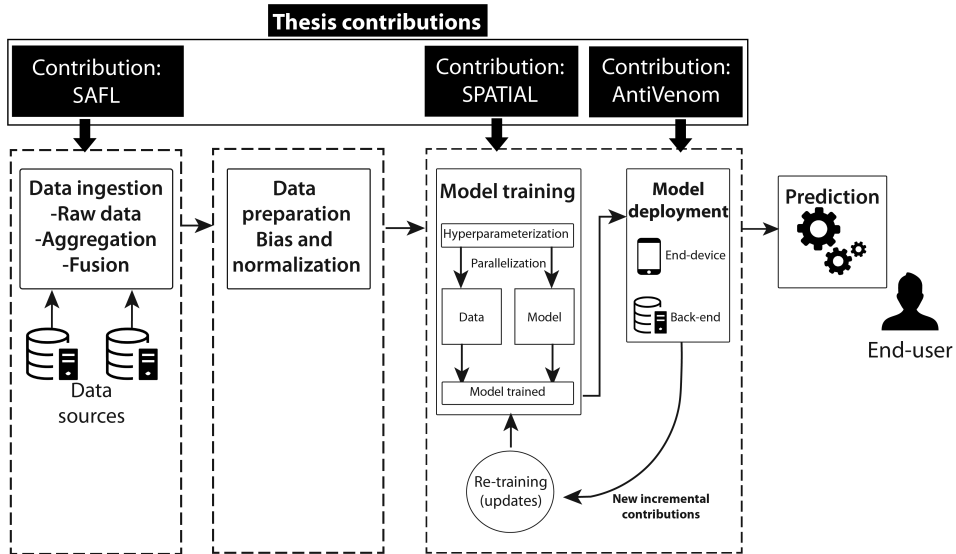 Thesis contributions
Contribution:
SAFL
Contribution:
SPATIAL
Contribution:
AntiVenom
Data ingestion
-Raw data
-Aggregation
-Fusion
Data
sources
Data
preparation
Bias and
normalization
Model training
Hyperparameterization
Parallelization
Data
Model
Model trained
Re-training
(updates)
Model
deployment
End-device
Back-end
New incremental
contributions
Prediction
End-user